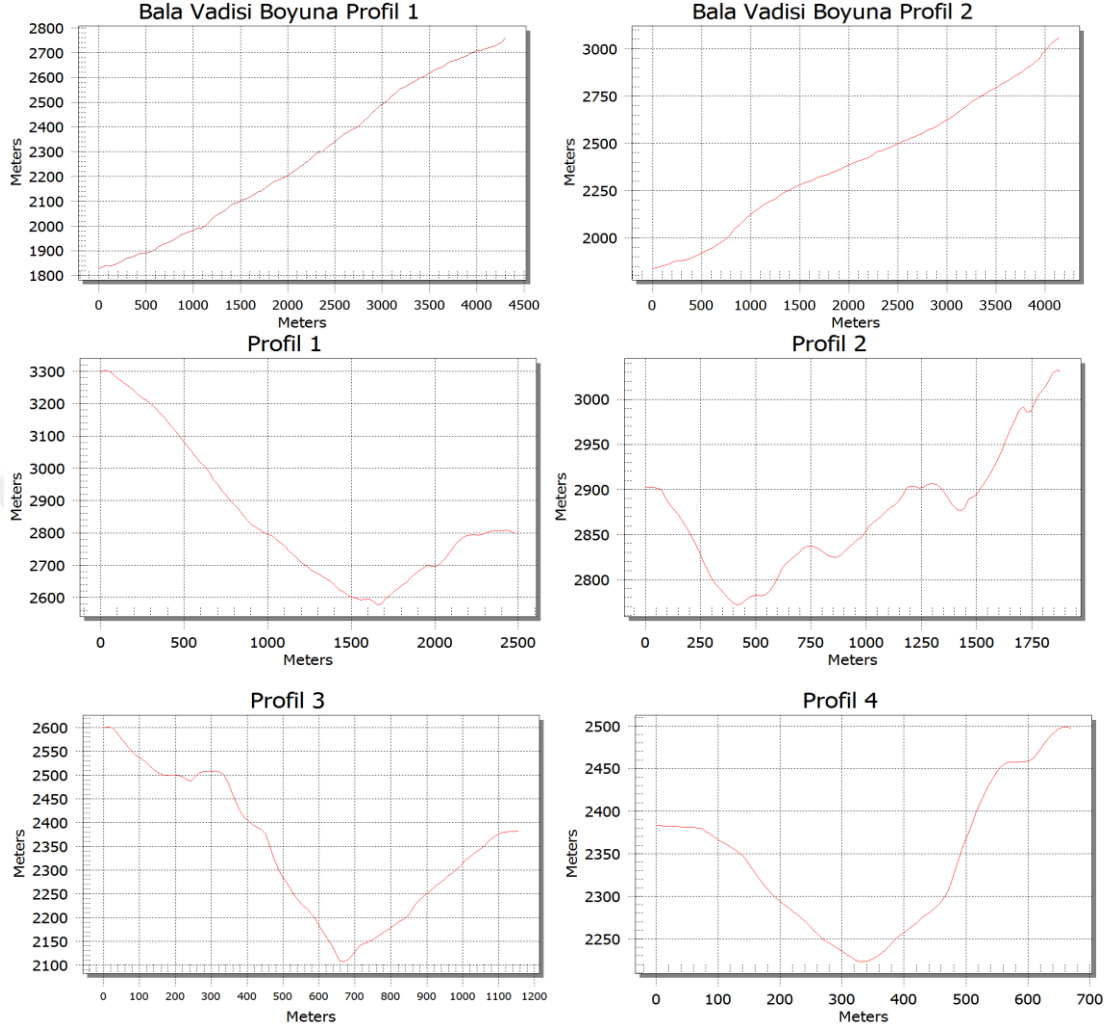 Bala Vadisi Boyuna Profil 1
Meters
2800
2700
2600
2500
2400
2300
2200
2100
2000
1900
1800
0 500 1000 1500 2000 2500 3000 3500 4000 4500
Meters
Bala Vadisi Boyuna Profil 2
Meters
3000
2750
2500
2250
2000
0 500 1000 1500 2000 2500 3000 3500 4000
Meters
Profil 1
Meters
3300
3200
3100
3000
2900
2800
2700
2600
0 500 1000 1500 2000 2500
Meters
Profil 2
Meters
3000
2950
2900
2850
2800
0 250 500 750 1000 1250 1500 1750
Meters
Profil 3
Meters
2600
2550
2500
2450
2400
2350
2300
2250
2200
2150
2100
0 100 200 300 400 500 600 700 800 900 1000 1100 1200
Meters
Profil 4
Meters
2500
2450
2400
2350
2300
2250
0 100 200 300 400 500 600 700
Meters